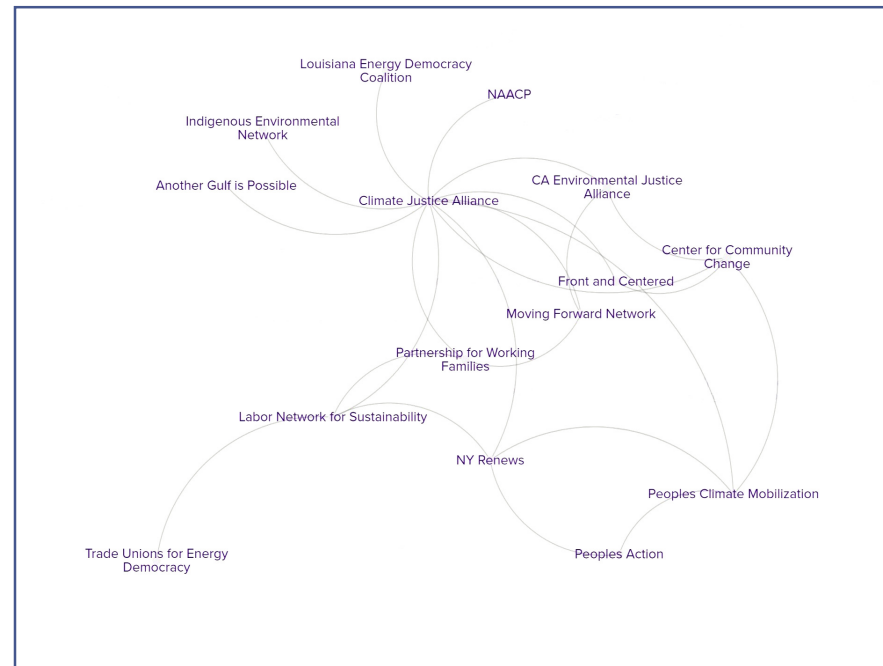 Louisiana Energy Democracy
Coalition
NAACP
Indigenous Environmental
Network
Another Gulf is Possible
CA Environmental Justice
Alliance
Climate Justice Alliance
Center for Community
Change
Front and Centered
Moving Forward Network
Partnership for Working
Families
Labor Network for Sustainability
NY Renews
Peoples Climate Mobilization
Trade Unions for Energy
Democracy
Peoples Action